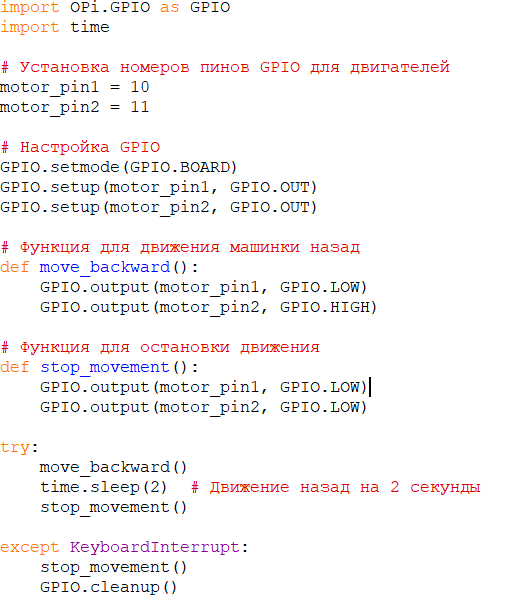 import OPi.GPIO as GPIO
import time

# Установка номеров пинов GPIO для двигателей
motor_pin1 = 10
motor_pin2 = 11

# Настройка GPIO
GPIO.setmode(GPIO.BOARD)
GPIO.setup(motor_pin1, GPIO.OUT)
GPIO.setup(motor_pin2, GPIO.OUT)

# Функция для движения машинки назад
def move_backward():
    GPIO.output(motor_pin1, GPIO.LOW)
    GPIO.output(motor_pin2, GPIO.HIGH)

# Функция для остановки движения
def stop_movement():
    GPIO.output(motor_pin1, GPIO.LOW)
    GPIO.output(motor_pin2, GPIO.LOW)

try:
    move_backward()
    time.sleep(2)  # Движение назад на 2 секунды
    stop_movement()

except KeyboardInterrupt:
    stop_movement()
    GPIO.cleanup()